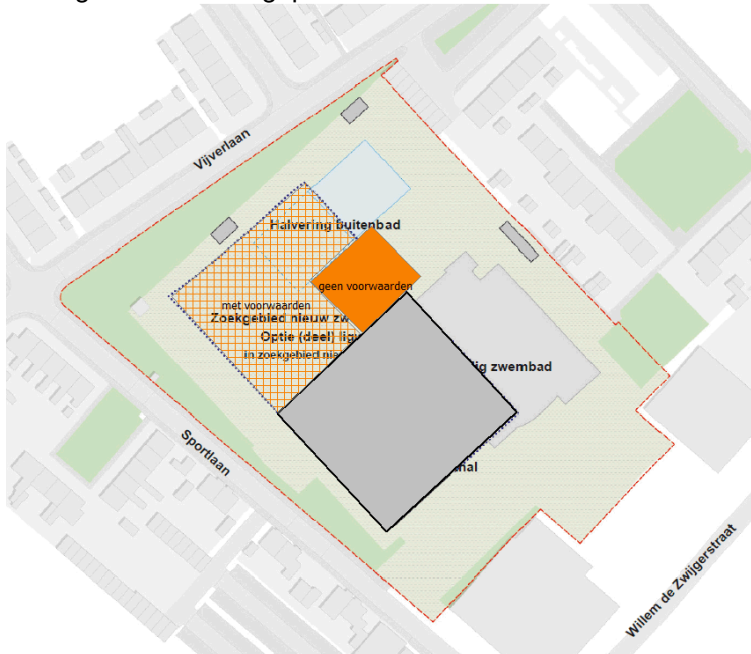 Vijverlaan
Halvering buitenbad
geen voorwaarden
met voorwaarden
Zoekgebied nieuw zw
Optie (deel) lig
in zoekgebied nie
ig zwembad
Sportlaan
hal
Willem de Zwijgerstraat